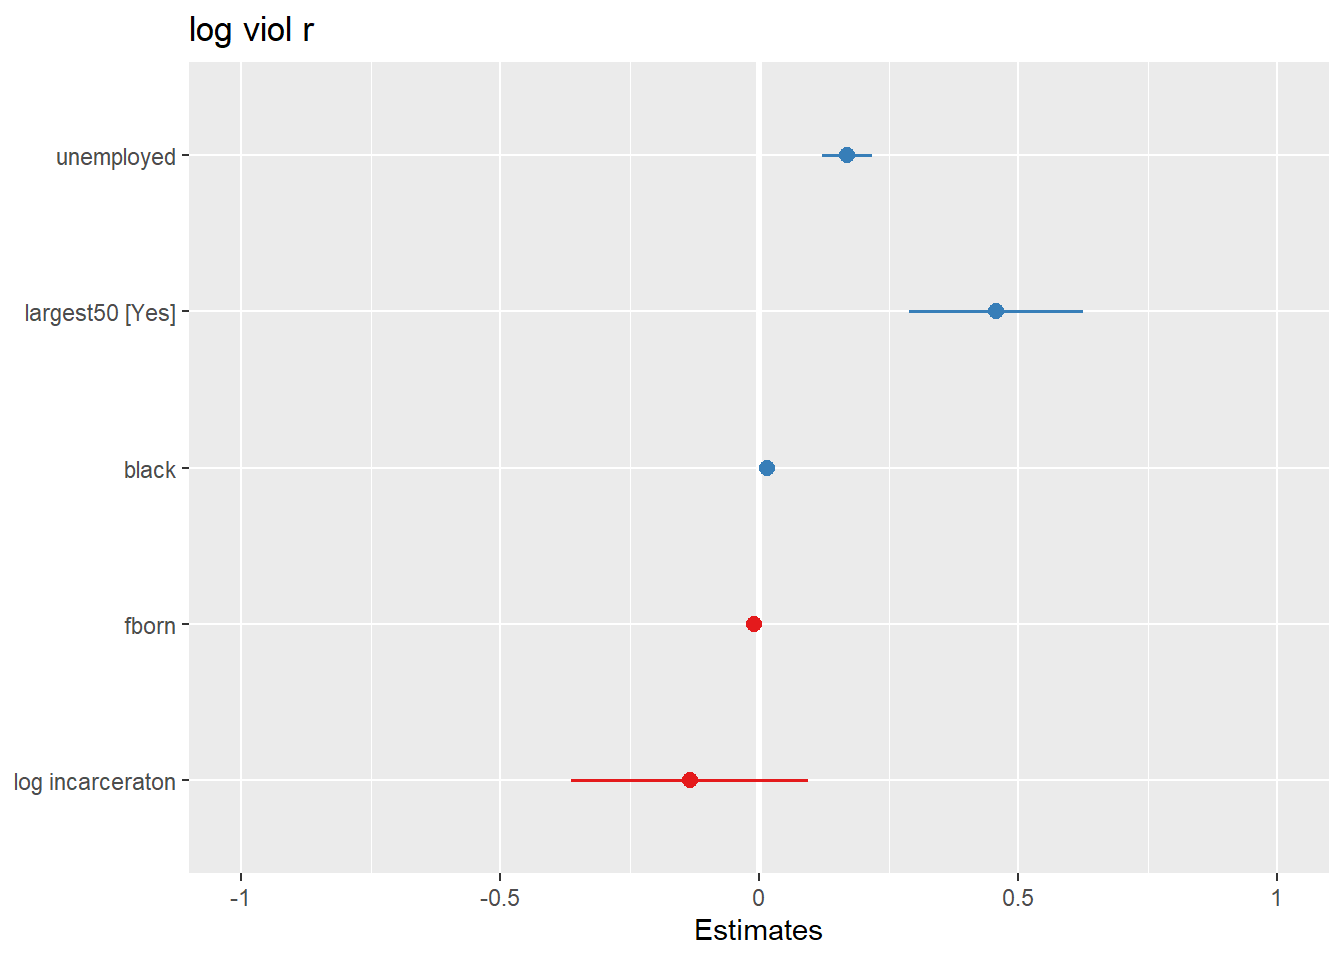 log viol r
unemployed
largest50 [Yes]
black
fborn
log incarceraton
-1 -0.5 0 0.5 1
Estimates